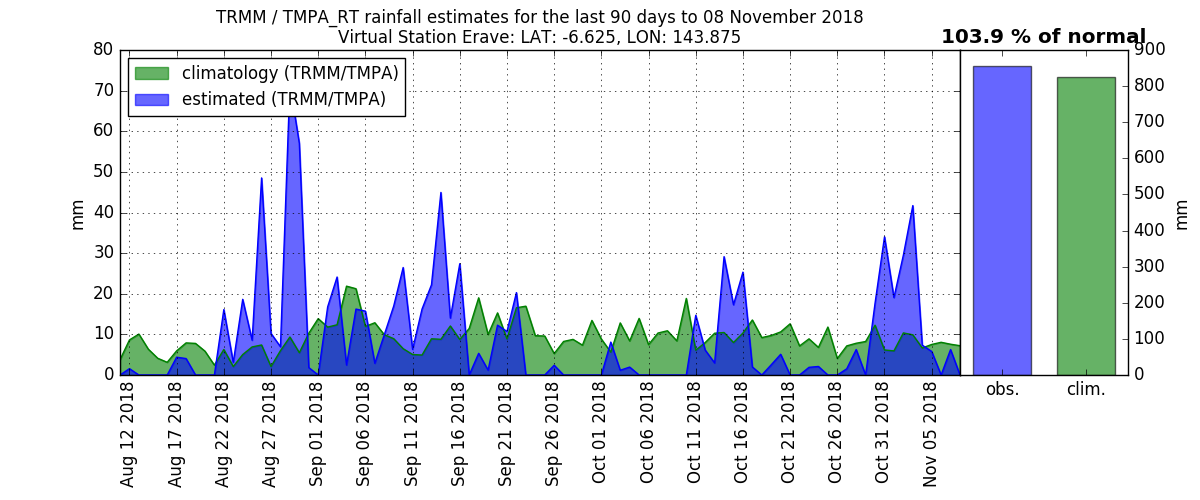 TRMM / TMPA_RT rainfall estimates for the last 90 days to 08 November 2018
Virtual Station Erave: LAT: -6.625, LON: 143.875
103.9 % of normal
climatology (TRMM/TMPA)
estimated (TRMM/TMPA)
80
70
60
50
40
30
20
10
0
mm
Aug 12 2018
Aug 17 2018
Aug 22 2018
Aug 27 2018
Sep 01 2018
Sep 06 2018
Sep 11 2018
Sep 16 2018
Sep 21 2018
Sep 26 2018
Oct 01 2018
Oct 06 2018
Oct 11 2018
Oct 16 2018
Oct 21 2018
Oct 26 2018
Oct 31 2018
Nov 05 2018
obs.
clim.
900
800
700
600
500
400
300
200
100
0
mm